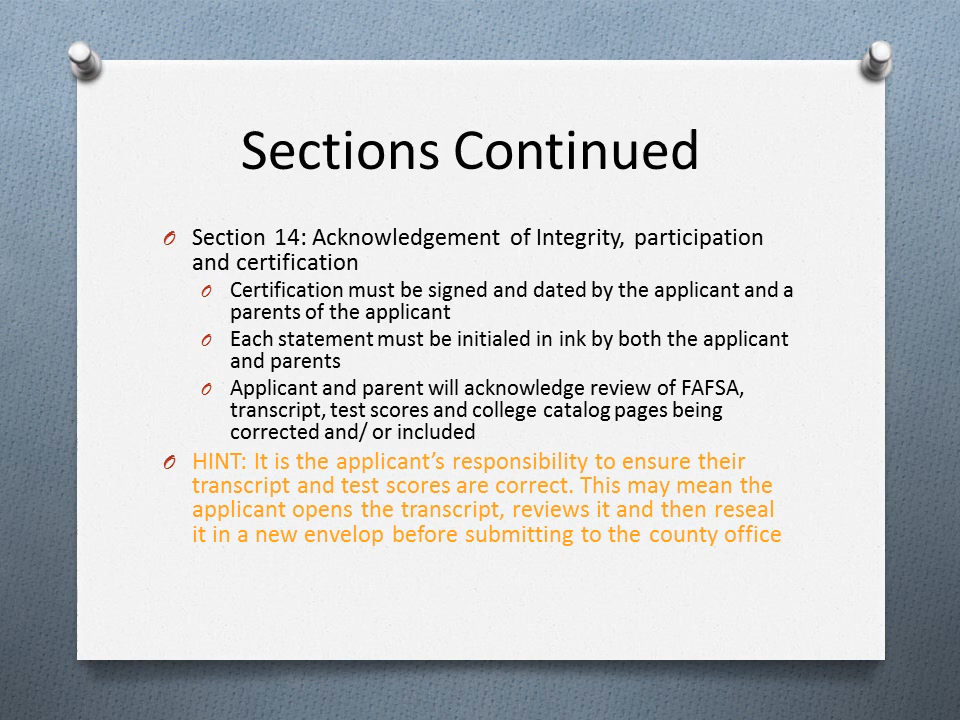 Sections Continued
Section 14: Acknowledgement of Integrity, participation
and certification
Certification must be signed and dated by the applicant and a
parents of the applicant
Each statement must be initialed in ink by both the applicant
and parents
Applicant and parent will acknowledge review of FAFSA,
transcript, test scores and college catalog pages being
corrected and/ or included
HINT: It is the applicant’s responsibility to ensure their
transcript and test scores are correct. This may mean the
applicant opens the transcript, reviews it and then reseal
it in a new envelop before submitting to the county office